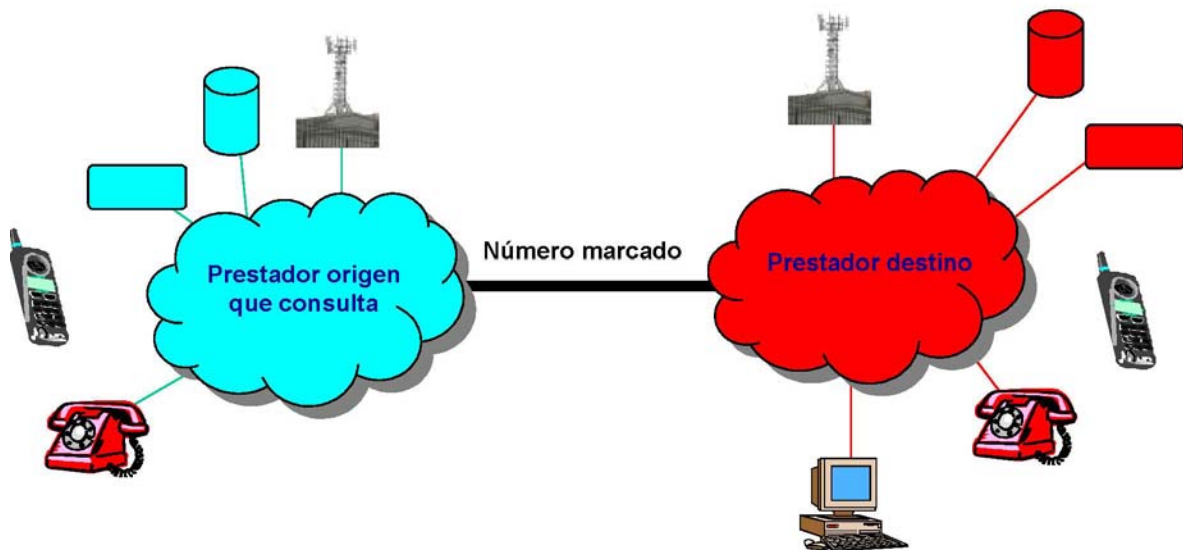 Prestador origen
que consulta
Número marcado
Prestador destino